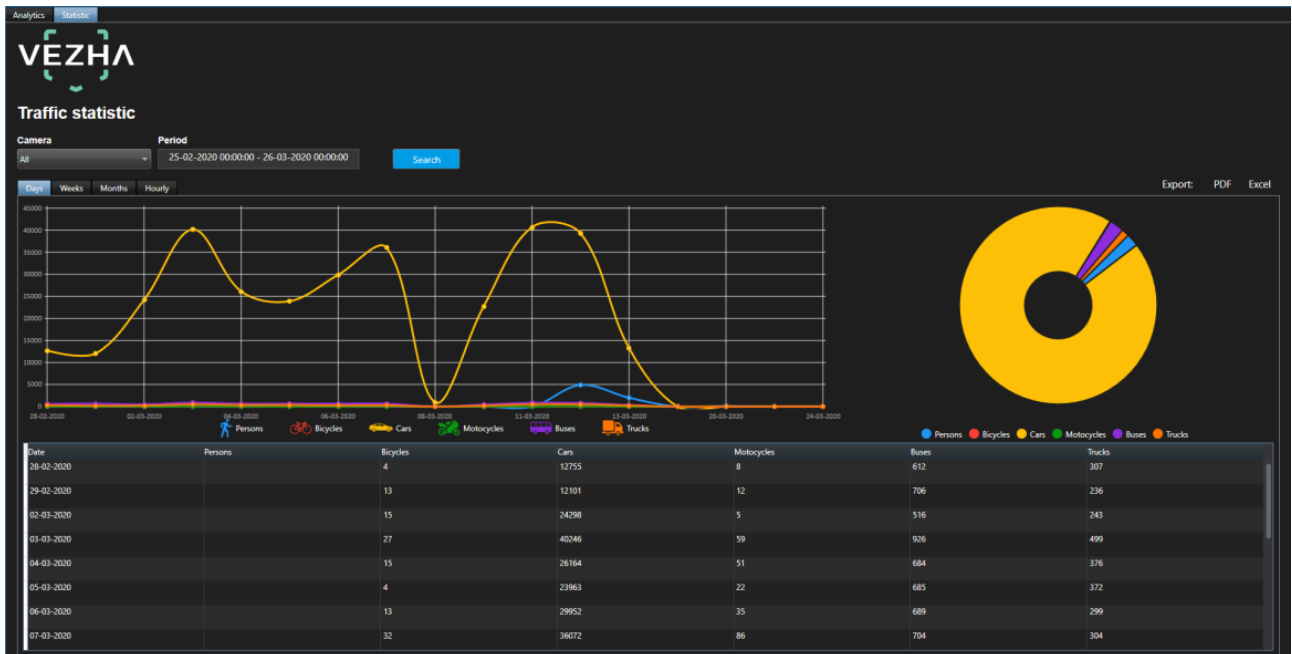 Analytics Statistic
VEZHA
Traffic statistic
Camera Period
All 25-02-2020 00:00:00 - 26-03-2020 00:00:00 Search
Days Weeks Months Hourly Export: PDF Excel
45000
40000
35000
30000
25000
20000
15000
10000
5000
0
28-02-2020 02-03-2020 04-03-2020 06-03-2020 08-03-2020 11-03-2020 13-03-2020 20-03-2020 24-03-2020
Persons Bicycles Cars Motocycles Buses Trucks
Persons Bicycles Cars Motocycles Buses Trucks
Date Persons Bicycles Cars Motocycles Buses Trucks
28-02-2020 4 12755 8 612 307
29-02-2020 13 12101 12 706 236
02-03-2020 15 24298 5 516 243
03-03-2020 27 40246 59 926 499
04-03-2020 15 26164 51 684 376
05-03-2020 4 23963 22 685 372
06-03-2020 13 29952 35 689 299
07-03-2020 32 36072 86 704 304